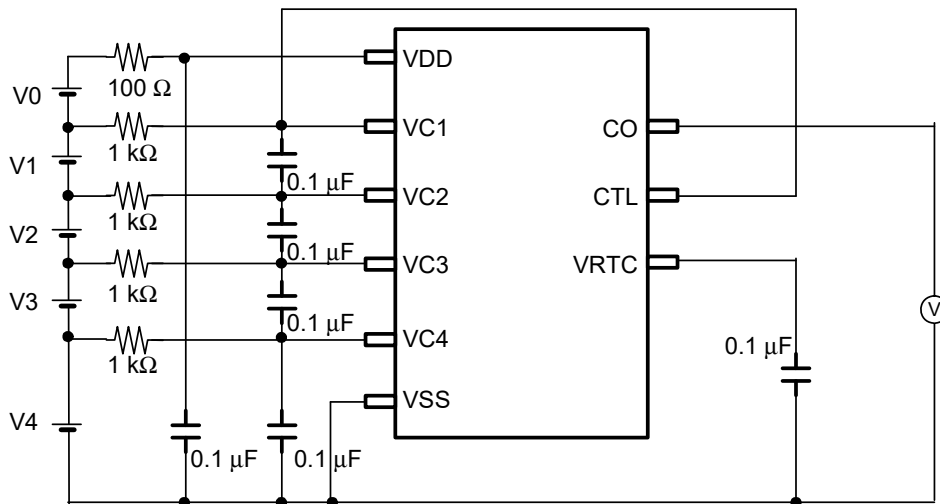 VDD
V0
100 Ω
VC1
CO
1 kΩ
V1
0.1 µF
VC2
CTL
1 kΩ
V2
0.1 µF
VC3
VRTC
1 kΩ
V3
0.1 µF
VC4
1 kΩ
0.1 µF
V
VSS
V4
0.1 µF
0.1 µF